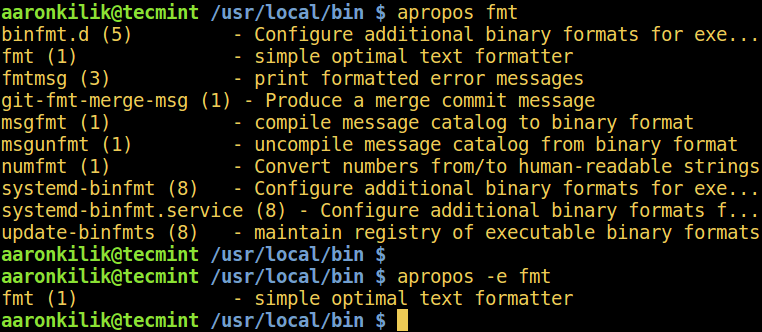 aaronkilik@tecmint /usr/local/bin $ apropos fmt
binfmt.d (5)         - Configure additional binary formats for exe...
fmt (1)              - simple optimal text formatter
fmtmsg (3)           - print formatted error messages
git-fmt-merge-msg (1) - Produce a merge commit message
msgfmt (1)           - compile message catalog to binary format
msgunfmt (1)         - uncompile message catalog from binary format
numfmt (1)           - Convert numbers from/to human-readable strings
systemd-binfmt (8)   - Configure additional binary formats for exe...
systemd-binfmt.service (8) - Configure additional binary formats f...
update-binfmts (8)   - maintain registry of executable binary formats
aaronkilik@tecmint /usr/local/bin $
aaronkilik@tecmint /usr/local/bin $ apropos -e fmt
fmt (1)              - simple optimal text formatter
aaronkilik@tecmint /usr/local/bin $